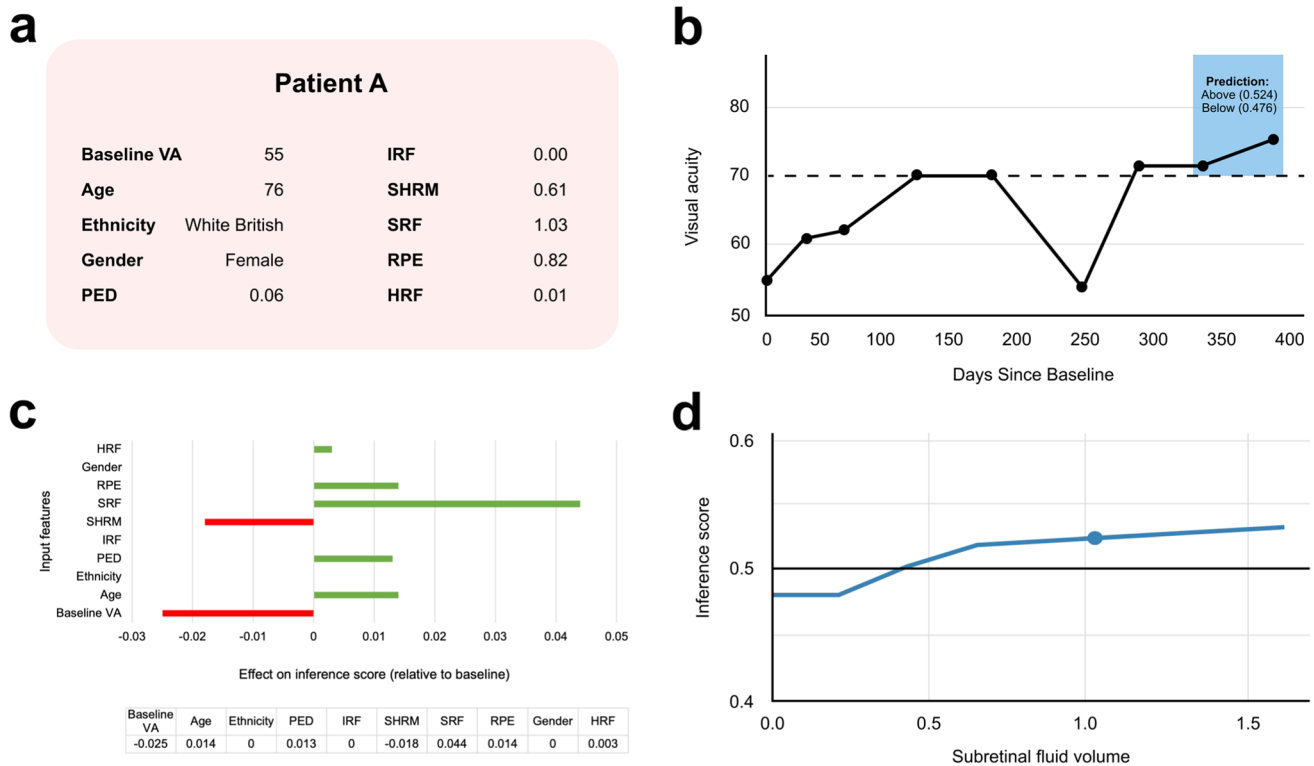 a
Patient A
Baseline VA 55 IRF 0.00
Age 76 SHRM 0.61
Ethnicity White British SRF 1.03
Gender Female RPE 0.82
PED 0.06 HRF 0.01
b
Prediction:
Above (0.524)
Below (0.476)
80
70
60
50
Visual acuity
0 50 100 150 200 250 300 350 400
Days Since Baseline
c
Input features
HRF
Gender
RPE
SRF
SHRM
IRF
PED
Ethnicity
Age
Baseline VA
-0.03 -0.02 -0.01 0 0.01 0.02 0.03 0.04 0.05
Effect on inference score (relative to baseline)
Baseline VA Age Ethnicity PED IRF SHRM SRF RPE Gender HRF
-0.025 0.014 0 0.013 0 -0.018 0.044 0.014 0 0.003
d
0.6
0.5
0.4
Inference score
0.0 0.5 1.0 1.5
Subretinal fluid volume